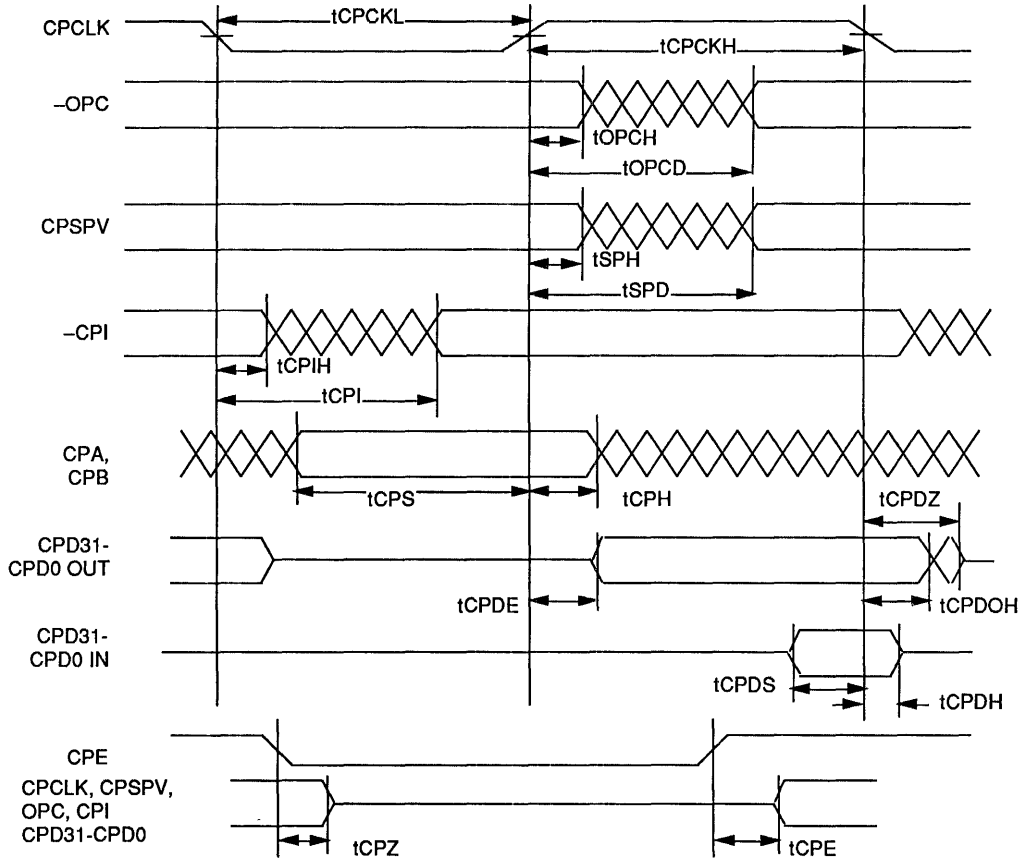 CPCLK
tCPCKL
tCPCKH
–OPC
tOPCH
tOPCD
CPSPV
tSPH
tSPD
–CPI
tCPIH
tCPI
CPA,
CPB
tCPS
tCPH
tCPDZ
CPD31-
CPD0 OUT
tCPDE
tCPDOH
CPD31-
CPD0 IN
tCPDS
tCPDH
CPE
CPCLK, CPSPV,
OPC, CPI
CPD31-CPD0
tCPZ
tCPE